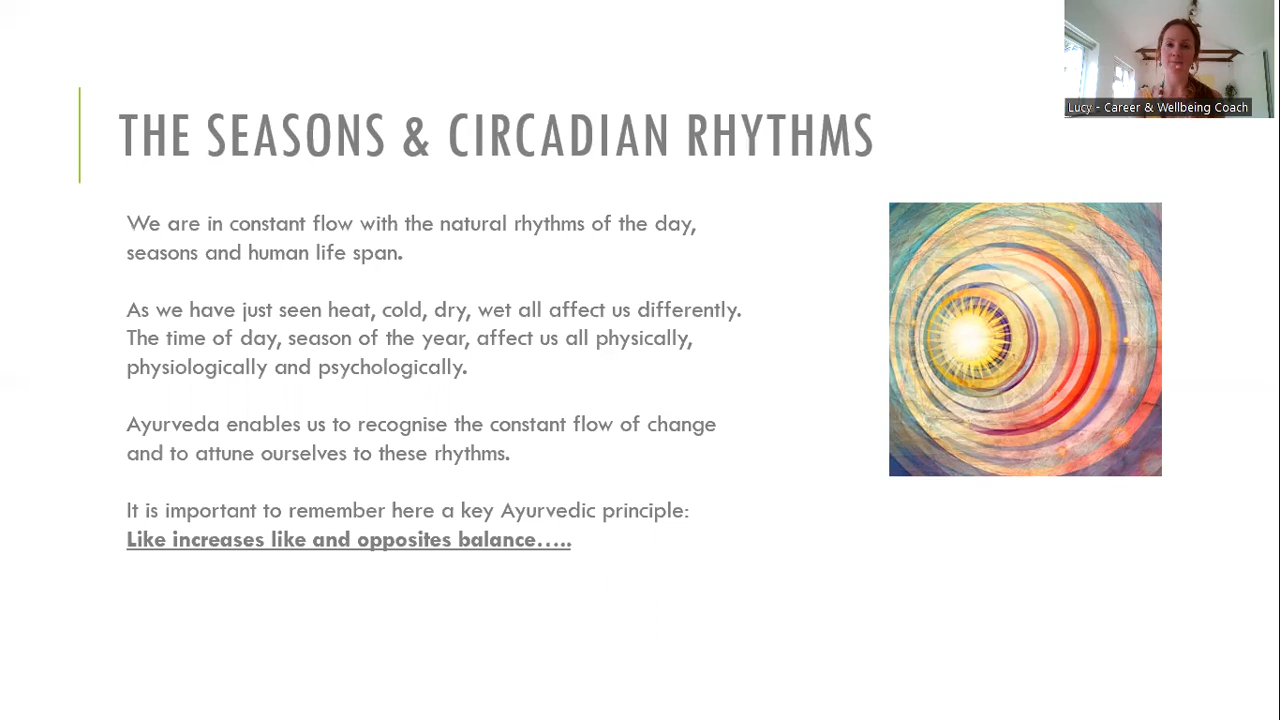 Lucy - Career & Wellbeing Coach
THE SEASONS & CIRCADIAN RHYTHMS
We are in constant flow with the natural rhythms of the day,
seasons and human life span.
As we have just seen heat, cold, dry, wet all affect us differently.
The time of day, season of the year, affect us all physically,
physiologically and psychologically.
Ayurveda enables us to recognise the constant flow of change
and to attune ourselves to these rhythms.
It is important to remember here a key Ayurvedic principle:
Like increases like and opposites balance…..